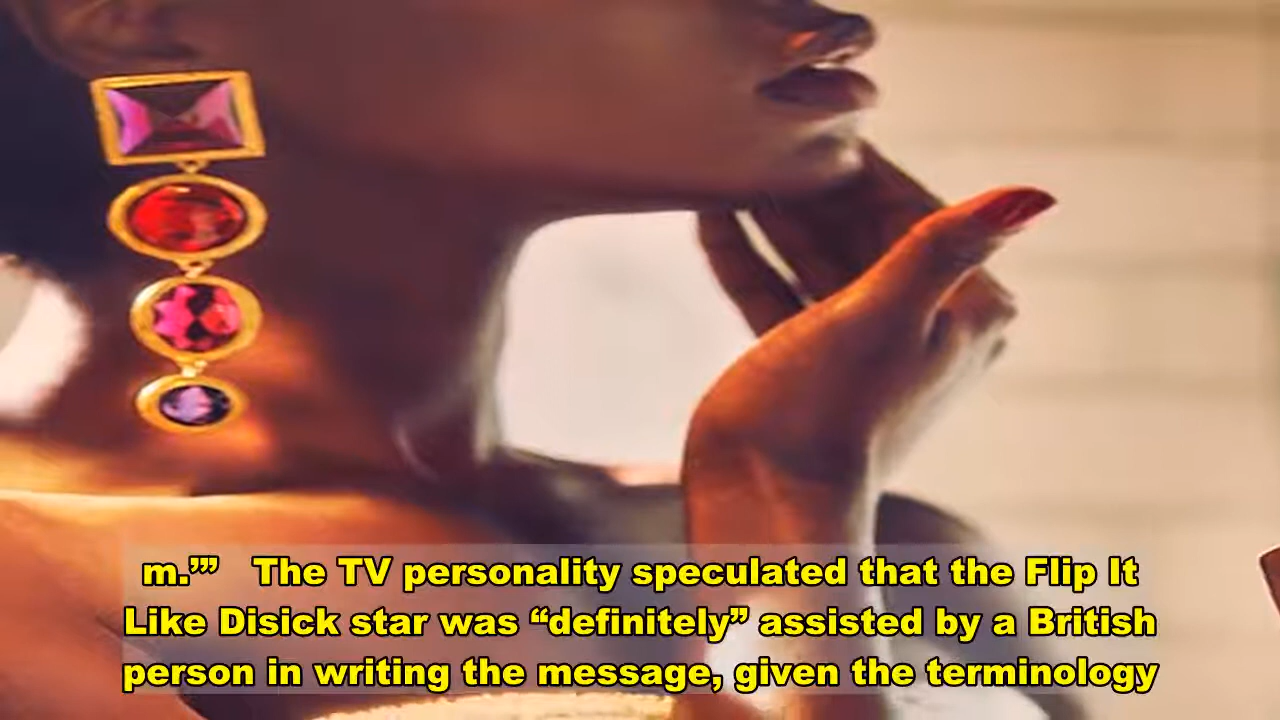 m.’”   The TV personality speculated that the Flip It
Like Disick star was “definitely” assisted by a British
person in writing the message, given the terminology